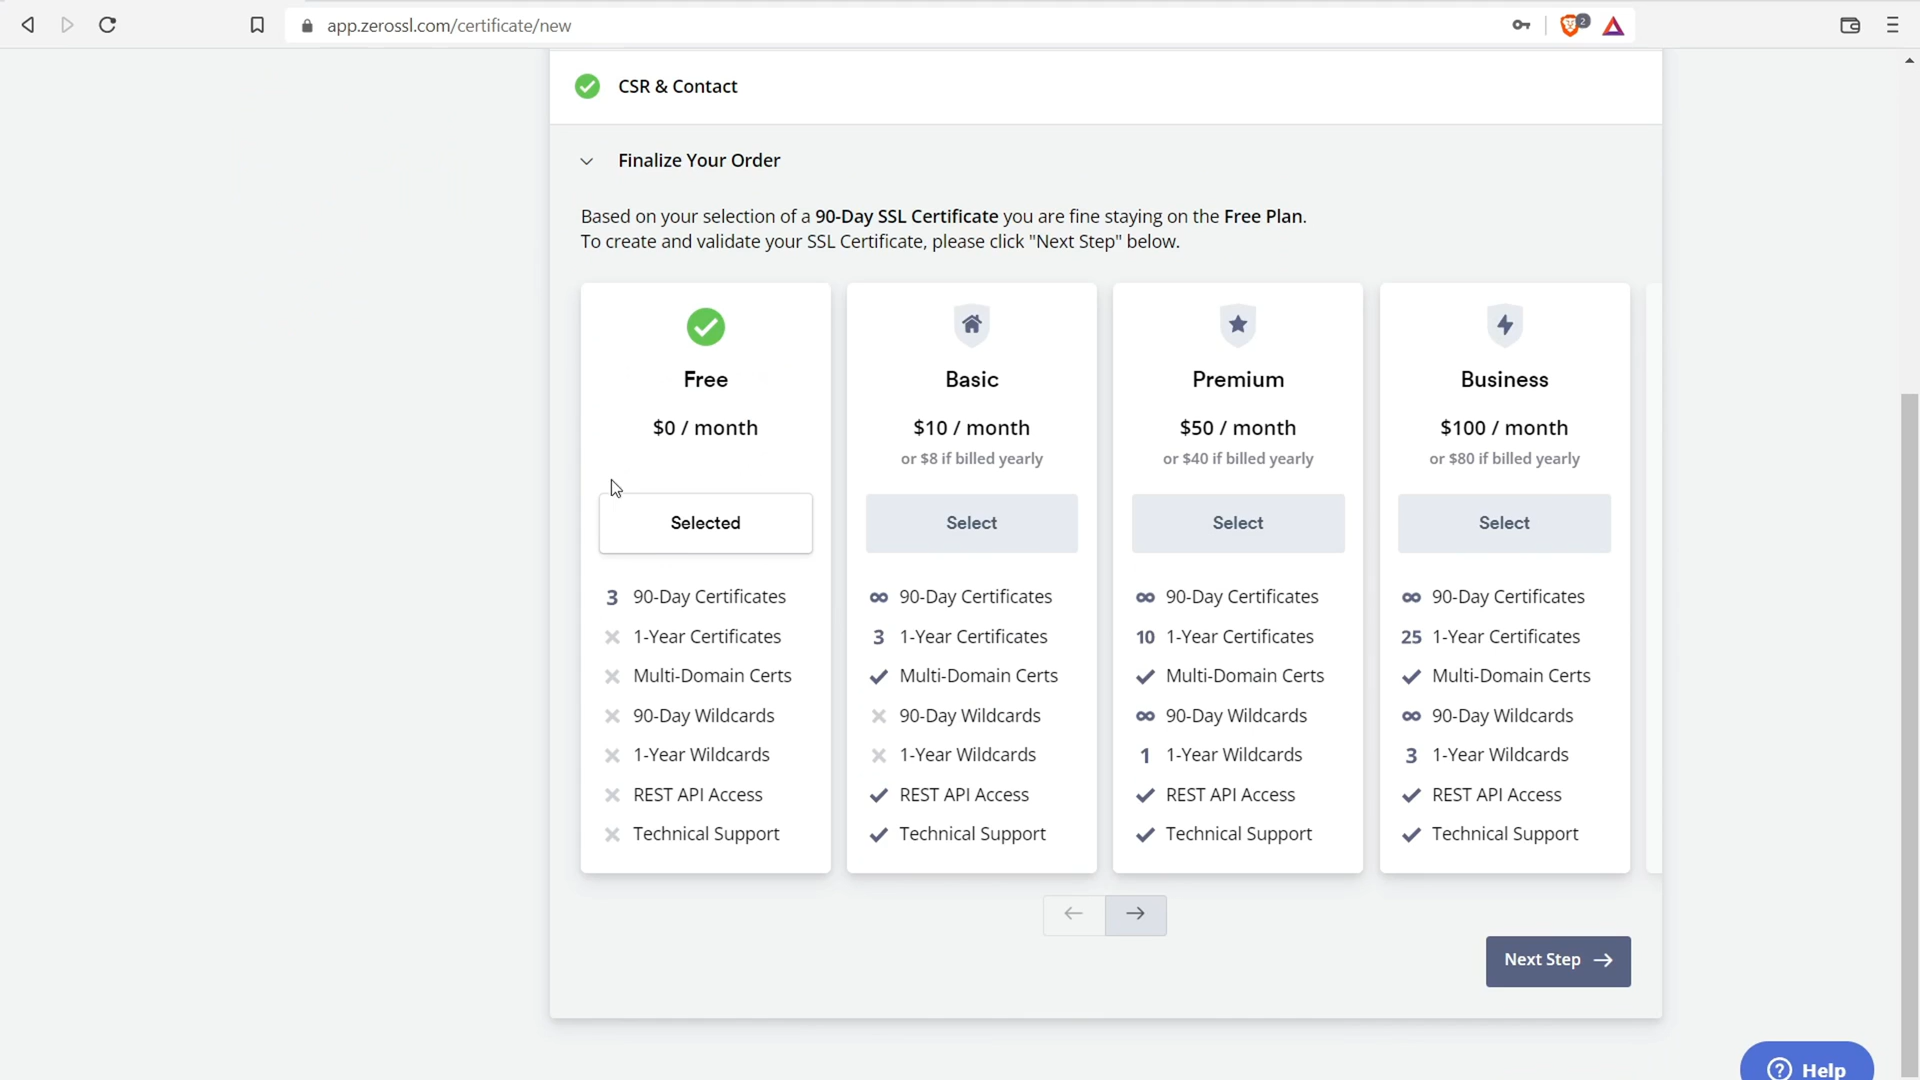 app.zerossl.com/certificate/new
2
CSR & Contact
Finalize Your Order
Based on your selection of a 90-Day SSL Certificate you are fine staying on the Free Plan.
To create and validate your SSL Certificate, please click "Next Step" below.
Free
$0 / month
Selected
3 90-Day Certificates
1-Year Certificates
Multi-Domain Certs
90-Day Wildcards
1-Year Wildcards
REST API Access
Technical Support
Basic
$10 / month
or $8 if billed yearly
Select
∞ 90-Day Certificates
3 1-Year Certificates
Multi-Domain Certs
90-Day Wildcards
1-Year Wildcards
REST API Access
Technical Support
Premium
$50 / month
or $40 if billed yearly
Select
∞ 90-Day Certificates
10 1-Year Certificates
Multi-Domain Certs
∞ 90-Day Wildcards
1 1-Year Wildcards
REST API Access
Technical Support
Business
$100 / month
or $80 if billed yearly
Select
∞ 90-Day Certificates
25 1-Year Certificates
Multi-Domain Certs
∞ 90-Day Wildcards
3 1-Year Wildcards
REST API Access
Technical Support
Next Step
? Help